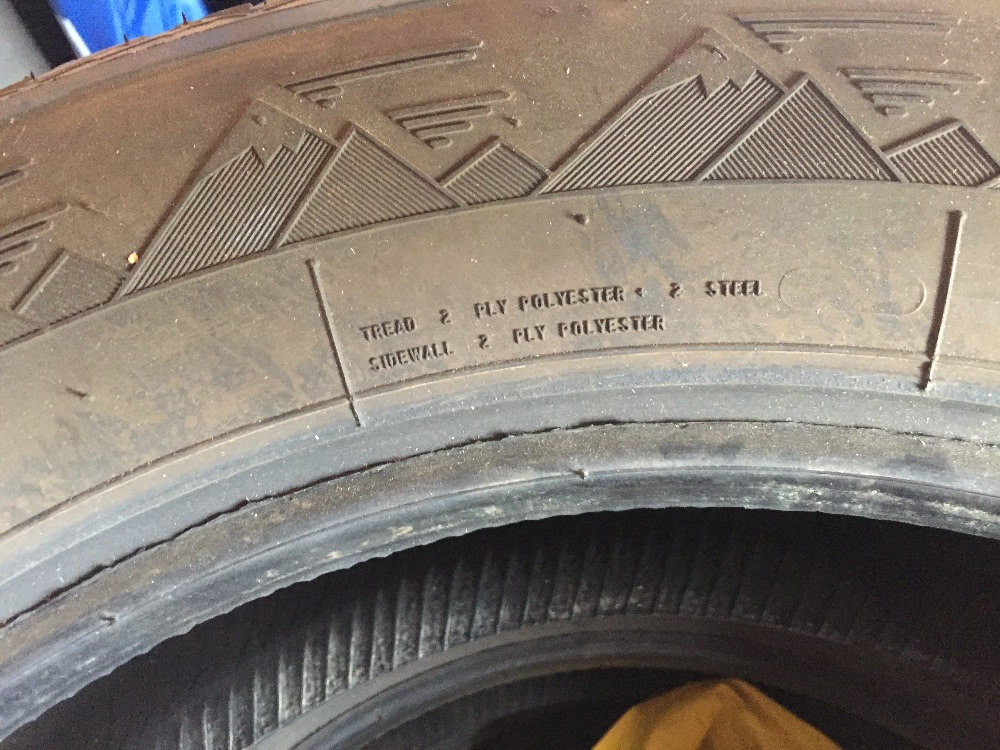 TREAD 2 PLY POLYESTER + 2 STEEL
SIDEWALL 2 PLY POLYESTER